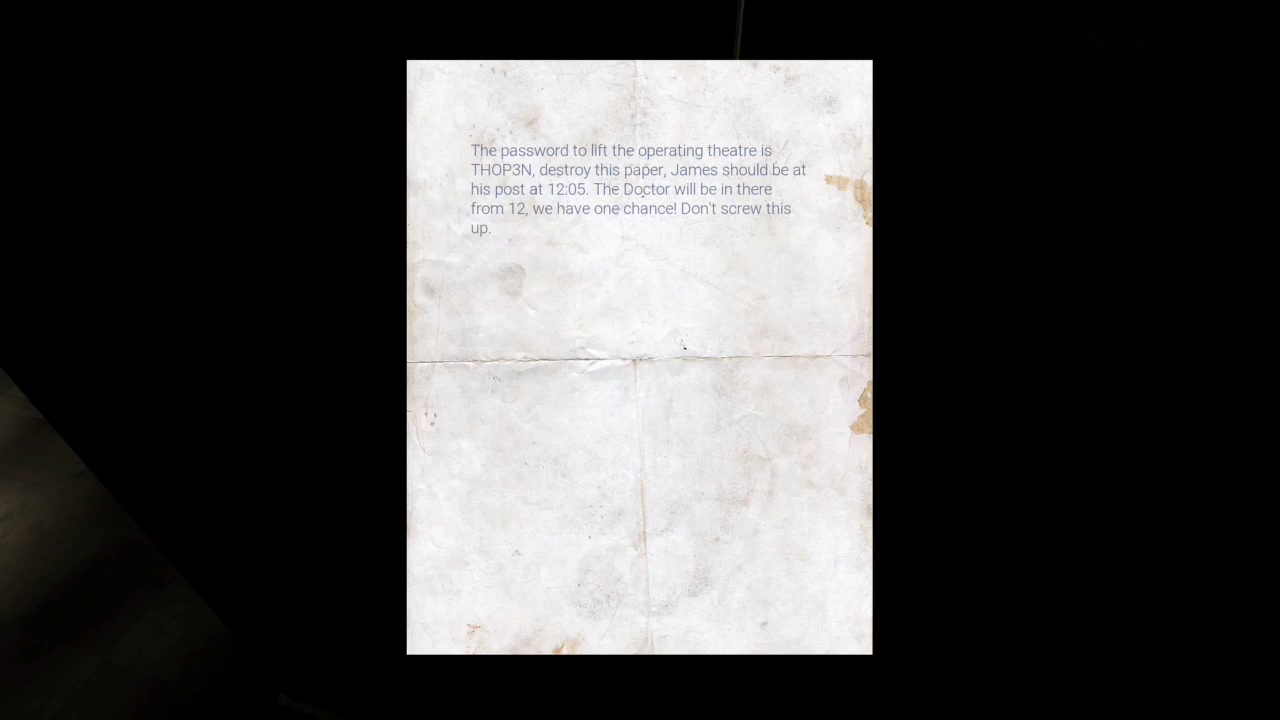 The password to lift the operating theatre is
THOP3N, destroy this paper, James should be at
his post at 12:05. The Doctor will be in there
from 12, we have one chance! Don't screw this
up.